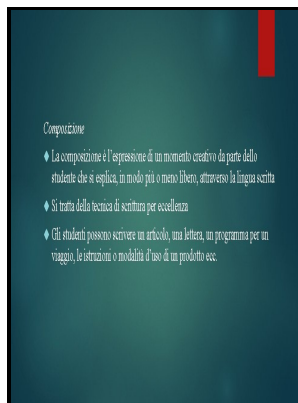 Composizione
La composizione è l'espressione di un momento creativo da parte dello
studente che si esplica, in modo più o meno libero, attraverso la lingua scritta
Si tratta della tecnica di scrittura per eccellenza
Gli studenti possono scrivere un articolo, una lettera, un programma per un
viaggio, le istruzioni o modalità d'uso di un prodotto ecc.